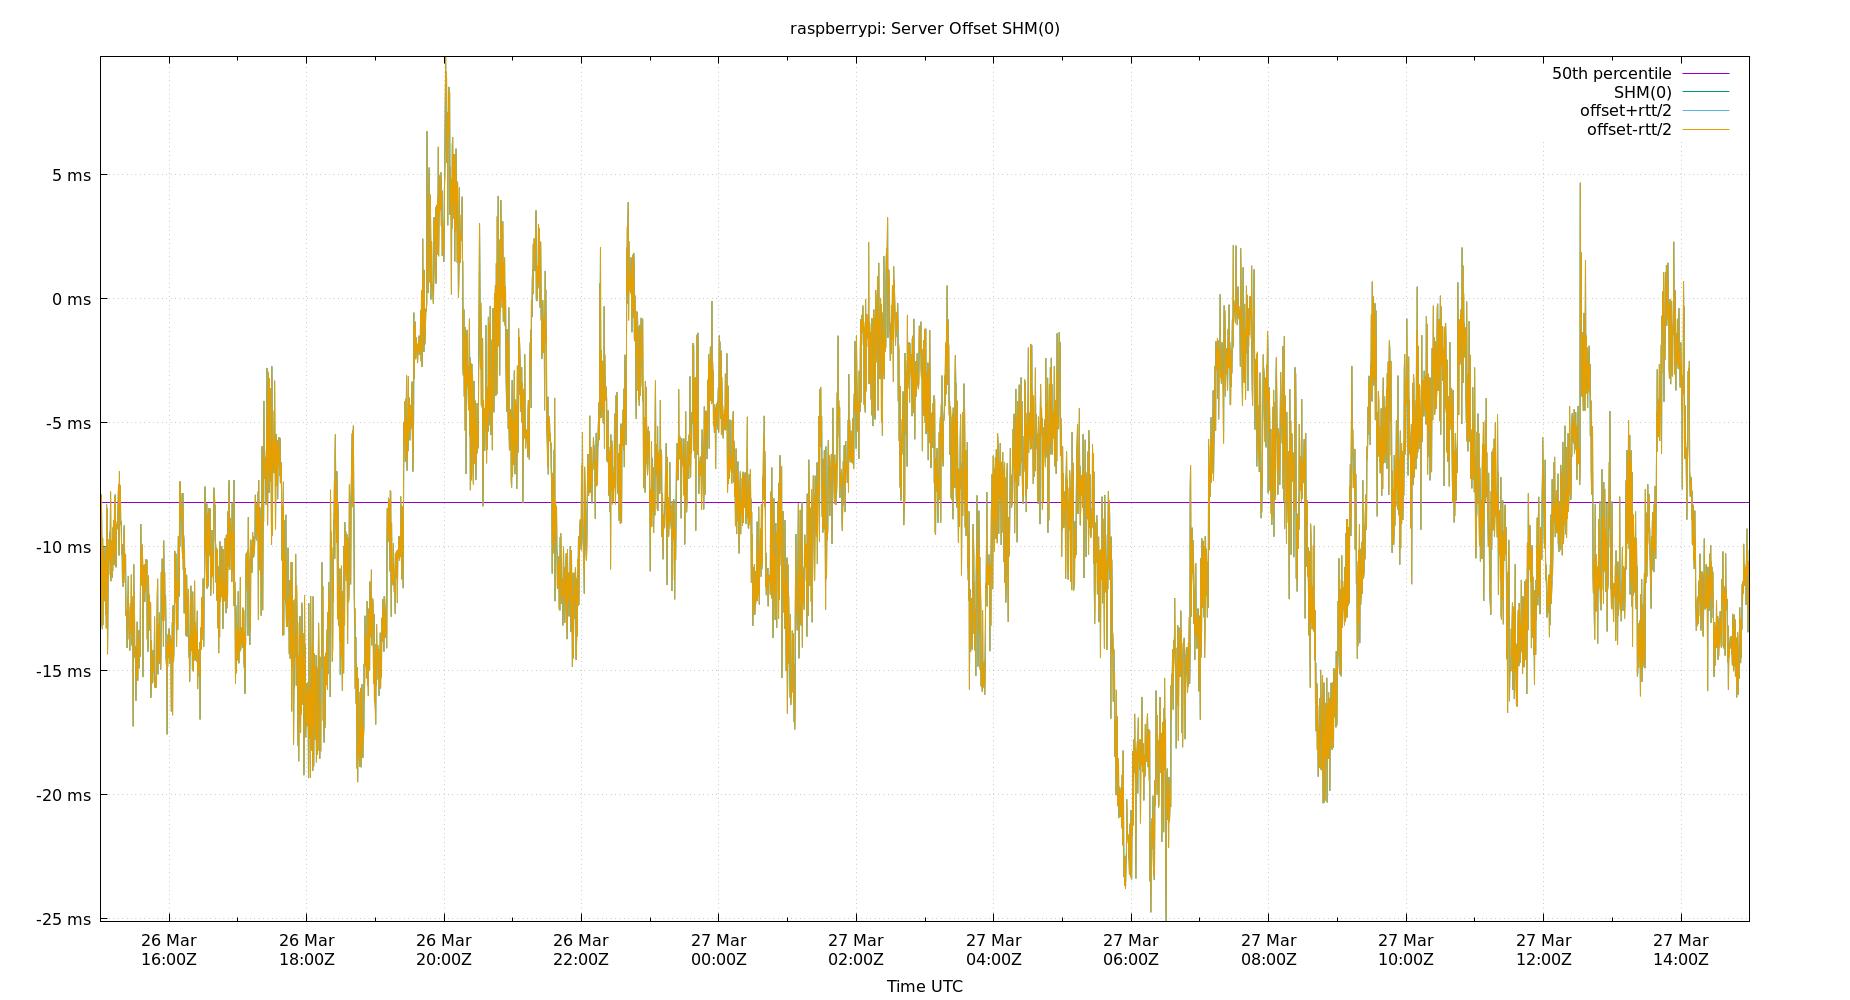 raspberrypi: Server Offset SHM(0)
50th percentile
SHM(0)
offset+rtt/2
offset-rtt/2
5 ms
0 ms
-5 ms
-10 ms
-15 ms
-20 ms
-25 ms
26 Mar 26 Mar 26 Mar 26 Mar 27 Mar 27 Mar 27 Mar 27 Mar 27 Mar 27 Mar 27 Mar 27 Mar
16:00Z 18:00Z 20:00Z 22:00Z 00:00Z 02:00Z 04:00Z 06:00Z 08:00Z 10:00Z 12:00Z 14:00Z
Time UTC